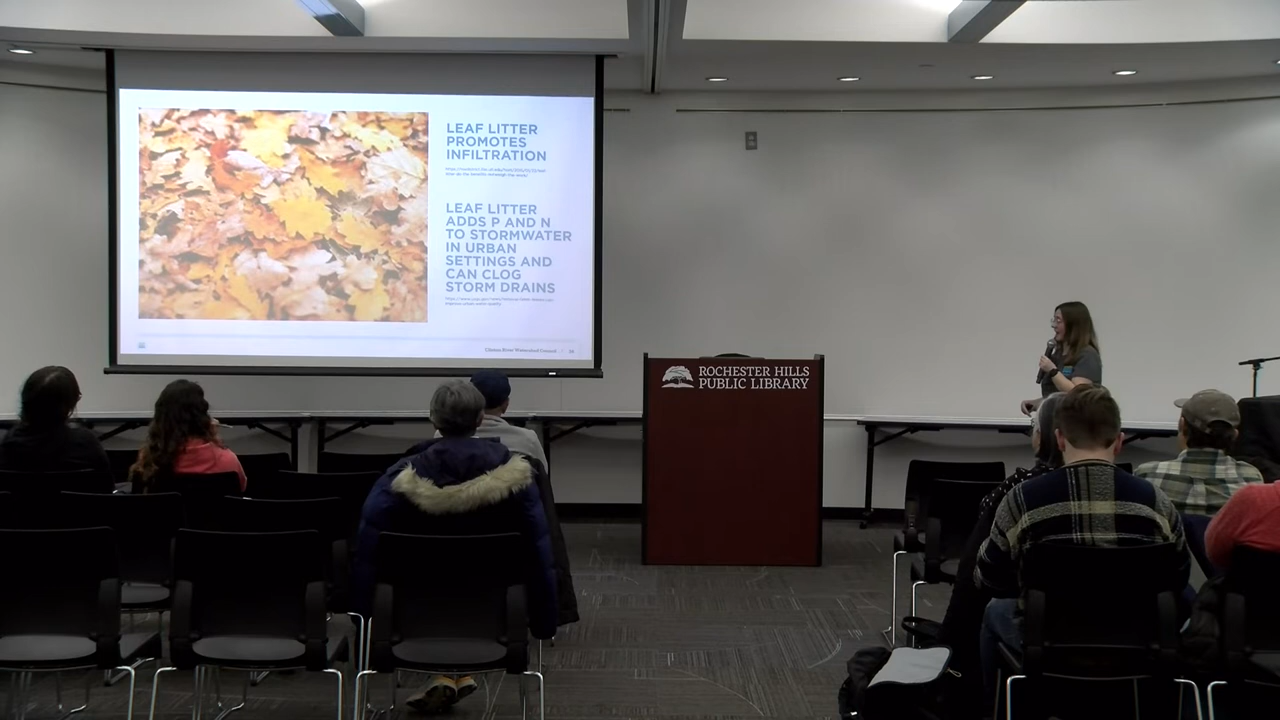 LEAF LITTER
PROMOTES
INFILTRATION
LEAF LITTER
ADDS P AND N
TO STORMWATER
IN URBAN
SETTINGS AND
CAN CLOG
STORM DRAINS
Clinton River Watershed Council
ROCHESTER HILLS
PUBLIC LIBRARY